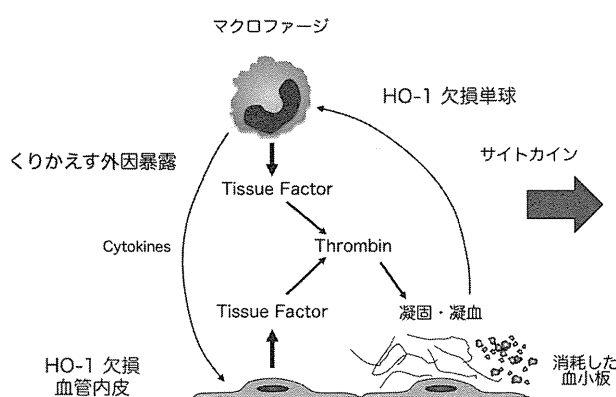 マクロファージ
HO-1 欠損単球
くりかえす外因暴露
サイトカイン
Tissue Factor
Cytokines
Thrombin
Tissue Factor
凝固・凝血
HO-1 欠損
血管内皮
消耗した
血小板